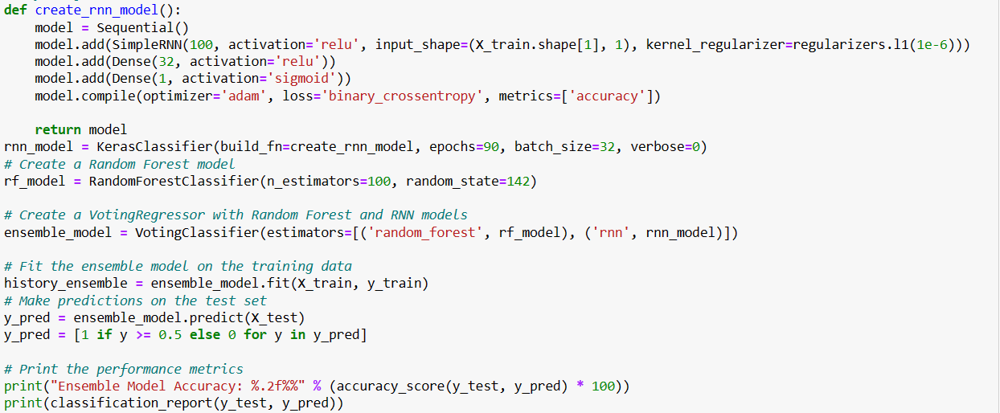 def create_rnn_model():
    model = Sequential()
    model.add(SimpleRNN(100, activation='relu', input_shape=(X_train.shape[1], 1), kernel_regularizer=regularizers.l1(1e-6)))
    model.add(Dense(32, activation='relu'))
    model.add(Dense(1, activation='sigmoid'))
    model.compile(optimizer='adam', loss='binary_crossentropy', metrics=['accuracy'])

    return model
rnn_model = KerasClassifier(build_fn=create_rnn_model, epochs=90, batch_size=32, verbose=0)
# Create a Random Forest model
rf_model = RandomForestClassifier(n_estimators=100, random_state=142)

# Create a VotingRegressor with Random Forest and RNN models
ensemble_model = VotingClassifier(estimators=[('random_forest', rf_model), ('rnn', rnn_model)])

# Fit the ensemble model on the training data
history_ensemble = ensemble_model.fit(X_train, y_train)
# Make predictions on the test set
y_pred = ensemble_model.predict(X_test)
y_pred = [1 if y >= 0.5 else 0 for y in y_pred]

# Print the performance metrics
print("Ensemble Model Accuracy: %.2f%%" % (accuracy_score(y_test, y_pred) * 100))
print(classification_report(y_test, y_pred))